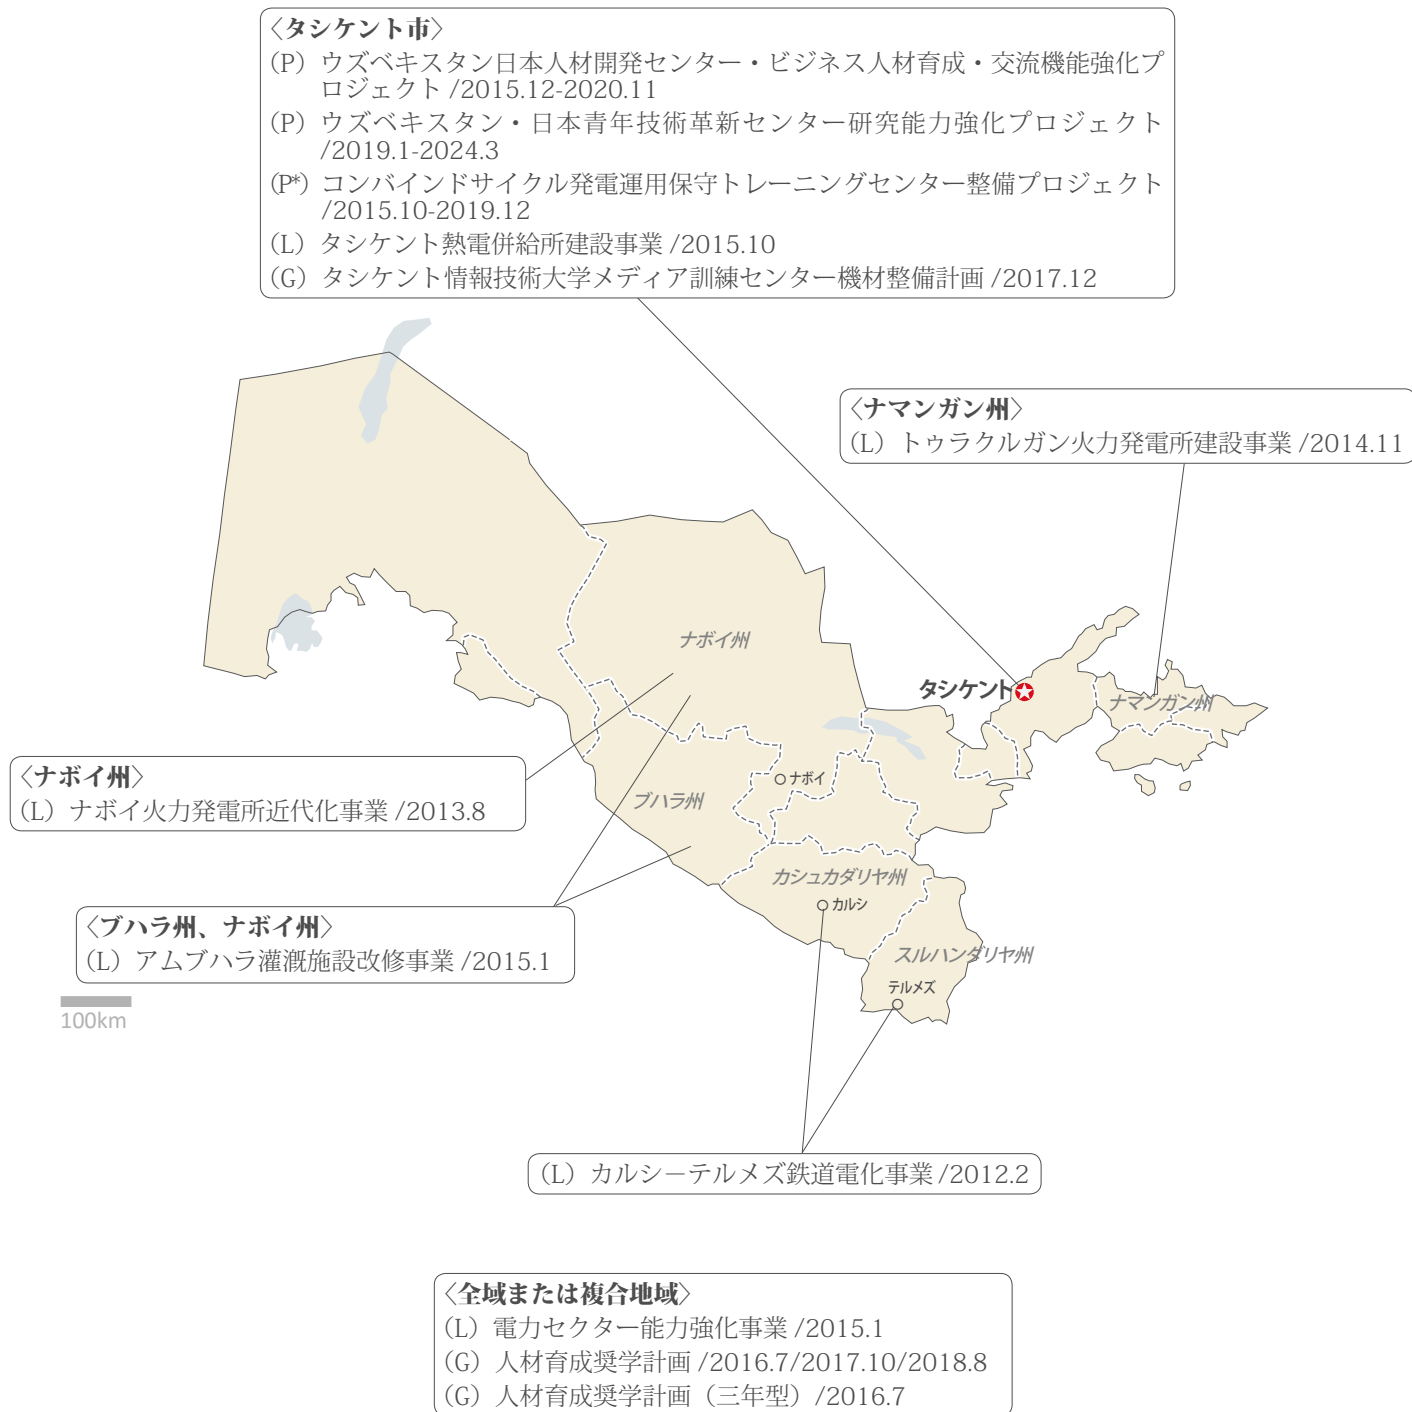 〈タシケント市〉
(P) ウズベキスタン日本人材開発センター・ビジネス人材育成・交流機能強化プ
ロジェクト /2015.12-2020.11
(P) ウズベキスタン・日本青年技術革新センター研究能力強化プロジェクト
/2019.1-2024.3
(P*) コンバインドサイクル発電運用保守トレーニングセンター整備プロジェクト
/2015.10-2019.12
(L) タシケント熱電併給所建設事業 /2015.10
(G) タシケント情報技術大学メディア訓練センター機材整備計画 /2017.12
〈ナマンガン州〉
(L) トゥラクルガン火力発電所建設事業 /2014.11
ナボイ州
タシケント
ナマンガン州
〈ナボイ州〉
(L) ナボイ火力発電所近代化事業 /2013.8
ナボイ
ブハラ州
カシュカダリヤ州
カルシ
〈ブハラ州、ナボイ州〉
(L) アムブハラ灌漑施設改修事業 /2015.1
スルハンダリヤ州
テルメズ
100km
(L) カルシ－テルメズ鉄道電化事業 /2012.2
〈全域または複合地域〉
(L) 電力セクター能力強化事業 /2015.1
(G) 人材育成奨学計画 /2016.7/2017.10/2018.8
(G) 人材育成奨学計画（三年型）/2016.7